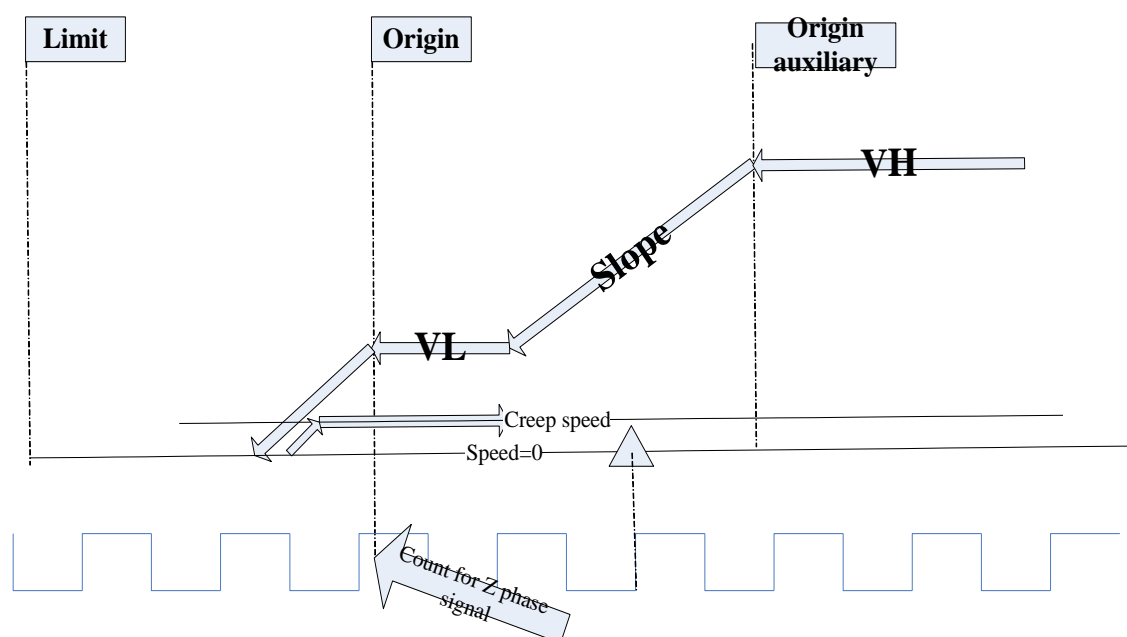 Limit
Origin
Origin
auxiliary
VH
Slope
VL
Creep speed
Speed=0
Count for Z phase
signal